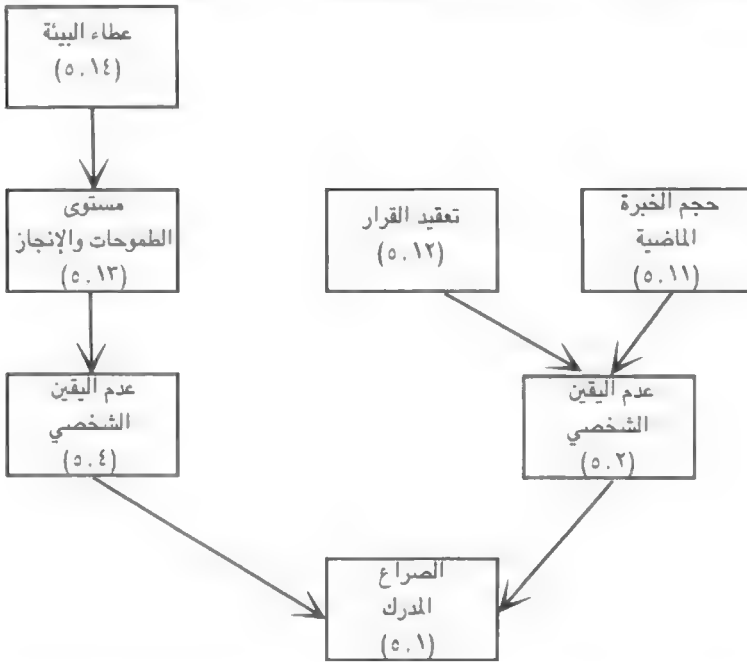 عطاء البيئة
(٥.١٤)
مستوى
الطموحات والإنجاز
(٥.١٣)
تعقيد القرار
(٥.١٢)
حجم الخبرة
الماضية
(٥.١١)
عدم اليقين
الشخصي
(٥.٤)
عدم اليقين
الشخصي
(٥.٢)
الصراع
المدرك
(٥.١)